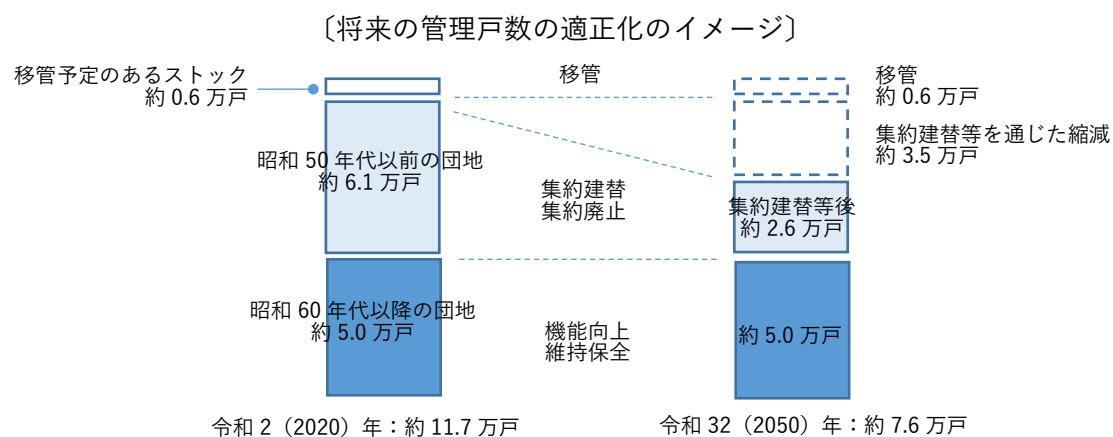 〔将来の管理戸数の適正化のイメージ〕
移管予定のあるストック
約 0.6 万戸
移管
移管
約 0.6 万戸
集約建替等を通じた縮減
約 3.5 万戸
昭和 50 年代以前の団地
約 6.1 万戸
集約建替
集約廃止
集約建替等後
約 2.6 万戸
昭和 60 年代以降の団地
約 5.0 万戸
機能向上
維持保全
約 5.0 万戸
令和 2（2020）年：約 11.7 万戸
令和 32（2050）年：約 7.6 万戸